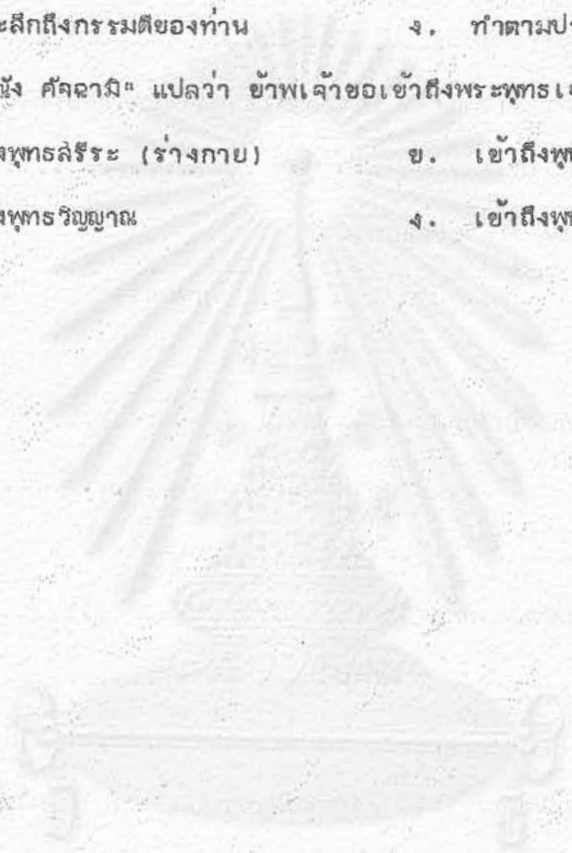 ะลึกถึงกรรมดีของท่าน ง. ทำตามปร
ณัง คัจฉามิ" แปลว่า ข้าพเจ้าขอเข้าถึงพระพุทธเจ
งพุทธสรีระ (ร่างกาย) ข. เข้าถึงพุท
งพุทธวิญญาณ ง. เข้าถึงพุท